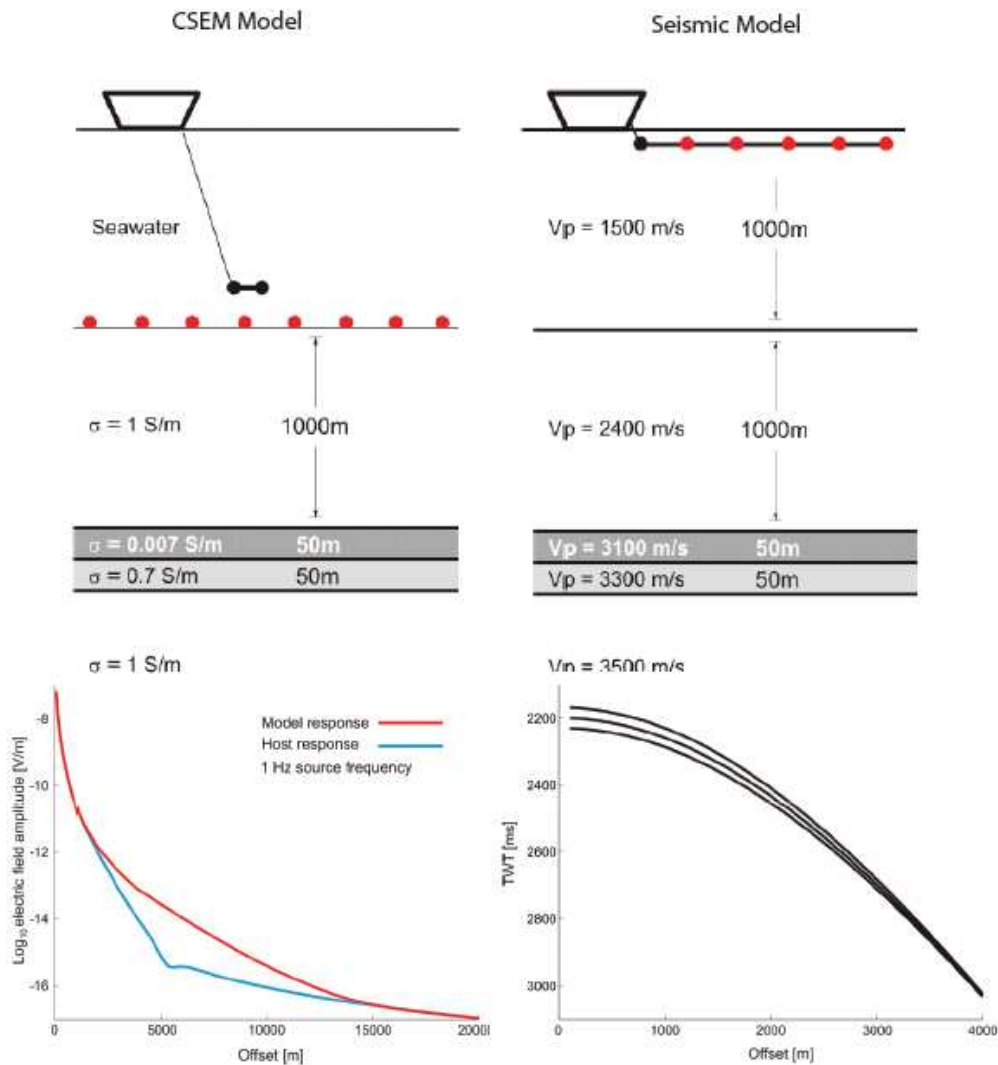 CSEM Model
Seawater
σ = 1 S/m
1000m
σ = 0.007 S/m 50m
σ = 0.7 S/m 50m
σ = 1 S/m
Seismic Model
Vp = 1500 m/s 1000m
Vp = 2400 m/s 1000m
Vp = 3100 m/s 50m
Vp = 3300 m/s 50m
Vp = 3500 m/s
Log₁₀ electric field amplitude [V/m]
-8
-10
-12
-14
-16
Model response
Host response
1 Hz source frequency
0 5000 10000 15000 20000
Offset [m]
TWT [ms]
2200
2400
2600
2800
3000
0 1000 2000 3000 4000
Offset [m]